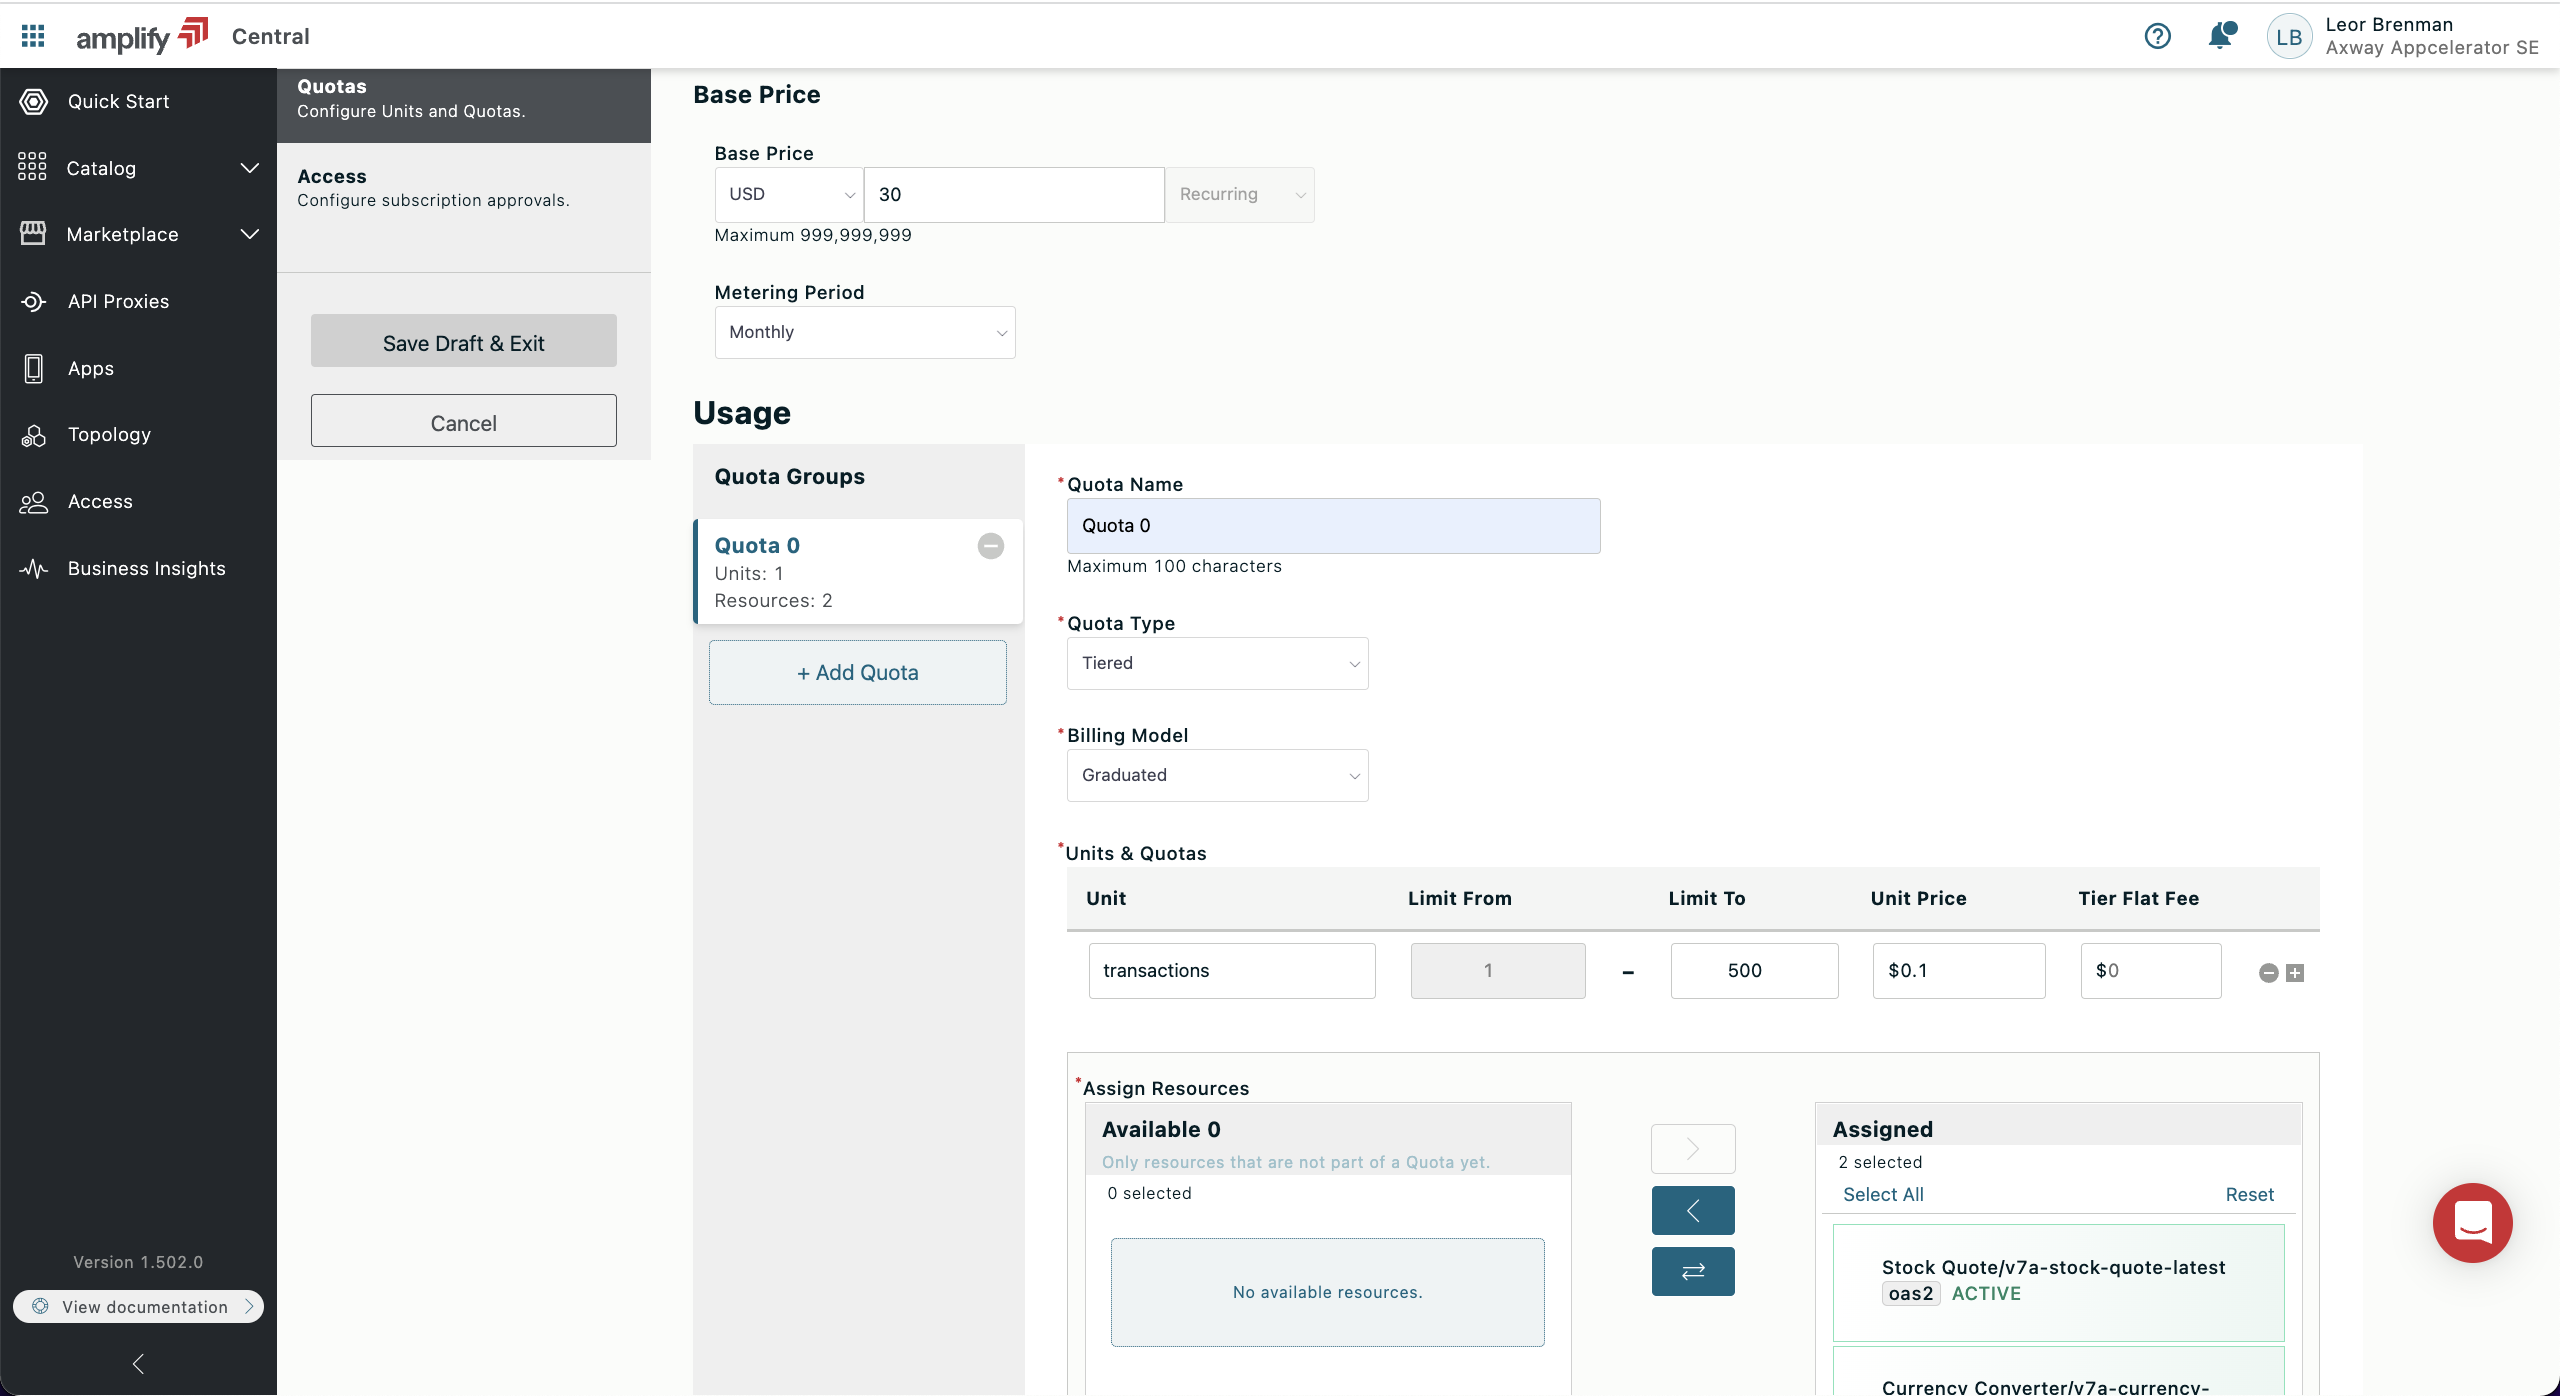 amplify Central
LB
Leor Brenman
Axway Appcelerator SE
Quick Start
Catalog
Marketplace
API Proxies
Apps
Topology
Access
Business Insights
Version 1.502.0
View documentation
Quotas
Configure Units and Quotas.
Access
Configure subscription approvals.
Save Draft & Exit
Cancel
Base Price
Base Price
USD 30 Recurring
Maximum 999,999,999
Metering Period
Monthly
Usage
Quota Groups
Quota 0
Units: 1
Resources: 2
+ Add Quota
*Quota Name
Quota 0
Maximum 100 characters
*Quota Type
Tiered
*Billing Model
Graduated
*Units & Quotas
Unit Limit From Limit To Unit Price Tier Flat Fee
transactions 1 – 500 $0.1 $0
*Assign Resources
Available 0
Only resources that are not part of a Quota yet.
0 selected
No available resources.
Assigned
2 selected
Select All Reset
Stock Quote/v7a-stock-quote-latest
oas2 ACTIVE
Currency Converter/v7a-currency-